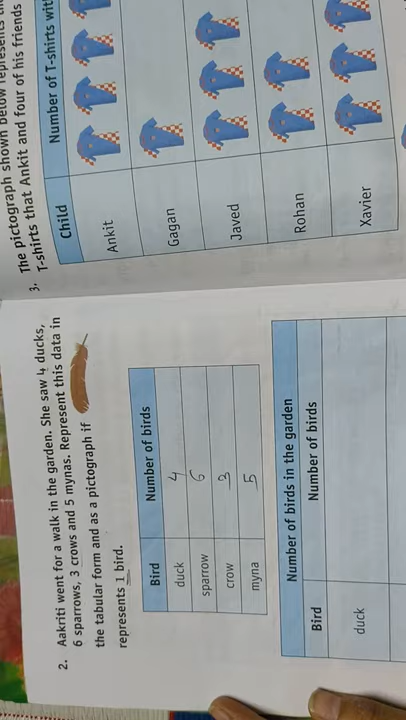 2. Aakriti went for a walk in the garden. She saw 4 ducks,
6 sparrows, 3 crows and 5 mynas. Represent this data in
the tabular form and as a pictograph if
represents 1 bird.
Bird Number of birds
duck 4
sparrow 6
crow 3
myna 5
Number of birds in the garden
Bird Number of birds
duck
3. The pictograph shown below represents
T-shirts that Ankit and four of his friends
Child Number of T-shirts with
Ankit
Gagan
Javed
Rohan
Xavier